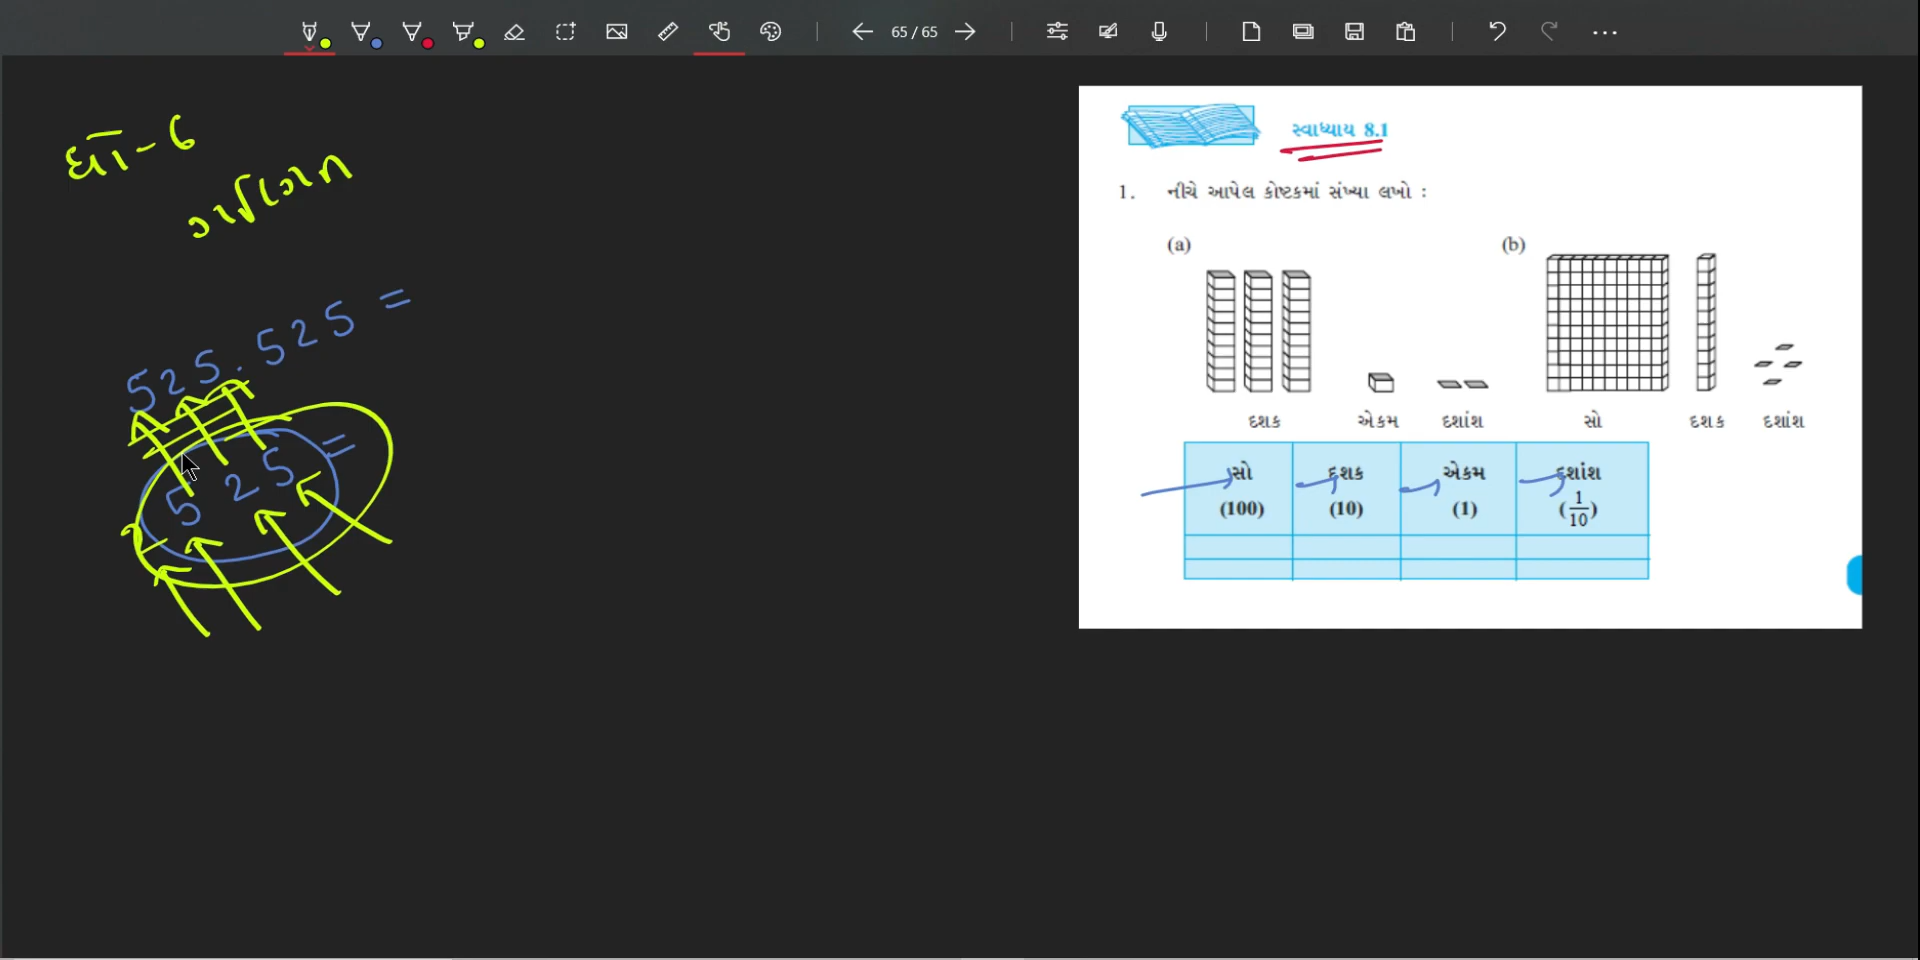 65 / 65
ધો - 6
ગણિત
525.525 =
525 =
સ્વાધ્યાય 8.1
1. નીચે આપેલ કોષ્ટકમાં સંખ્યા લખો :
(a) (b)
દશક એકમ દશાંશ સો દશક દશાંશ
સો દશક એકમ દશાંશ
(100) (10) (1) (1/10)